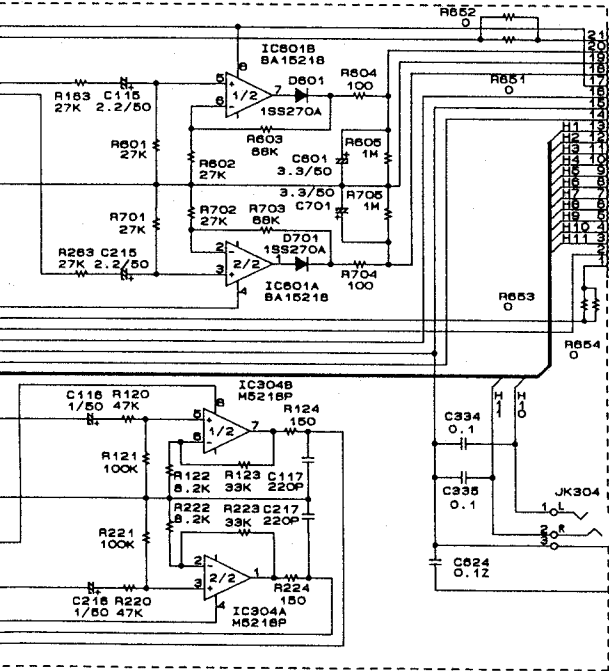 R652
0
IC601B
BA15218
8
D601
R604
100
5
+
1/2
7
6
-
1SS270A
R651
0
R163
27K
C115
2.2/50
R601
27K
R603
68K
R602
27K
C601
3.3/50
R605
1M
3.3/50
C701
R705
1M
R701
27K
R702
27K
R703
68K
D701
1SS270A
2
-
2/2
1
3
+
4
R263
27K
C215
2.2/50
IC601A
BA15218
R704
100
21
20
19
18
17
16
15
14
13
12
11
10
9
8
7
6
5
4
3
2
1
H1
H2
H3
H4
H5
H6
H7
H8
H9
H10
H11
R653
0
R654
0
C116
1/50
R120
47K
8
IC304B
M5218P
R124
150
5
+
1/2
7
6
-
R121
100K
R122
8.2K
R123
33K
C117
220P
R222
8.2K
R223
33K
C217
220P
R221
100K
2
-
2/2
1
3
+
4
C216
1/50
R220
47K
R224
150
IC304A
M5218P
H11
H10
C334
0.1
C335
0.1
JK304
1 L
2 R
3
C624
0.1Z